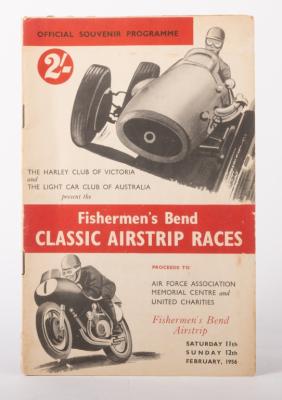 OFFICIAL SOUVENIR PROGRAMME
2/-
THE HARLEY CLUB OF VICTORIA
and
THE LIGHT CAR CLUB OF AUSTRALIA
present the
Fishermen's Bend
CLASSIC AIRSTRIP RACES
PROCEEDS TO
AIR FORCE ASSOCIATION
MEMORIAL CENTRE and
UNITED CHARITIES
Fishermen's Bend
Airstrip
SATURDAY 11th
SUNDAY 12th
FEBRUARY, 1956